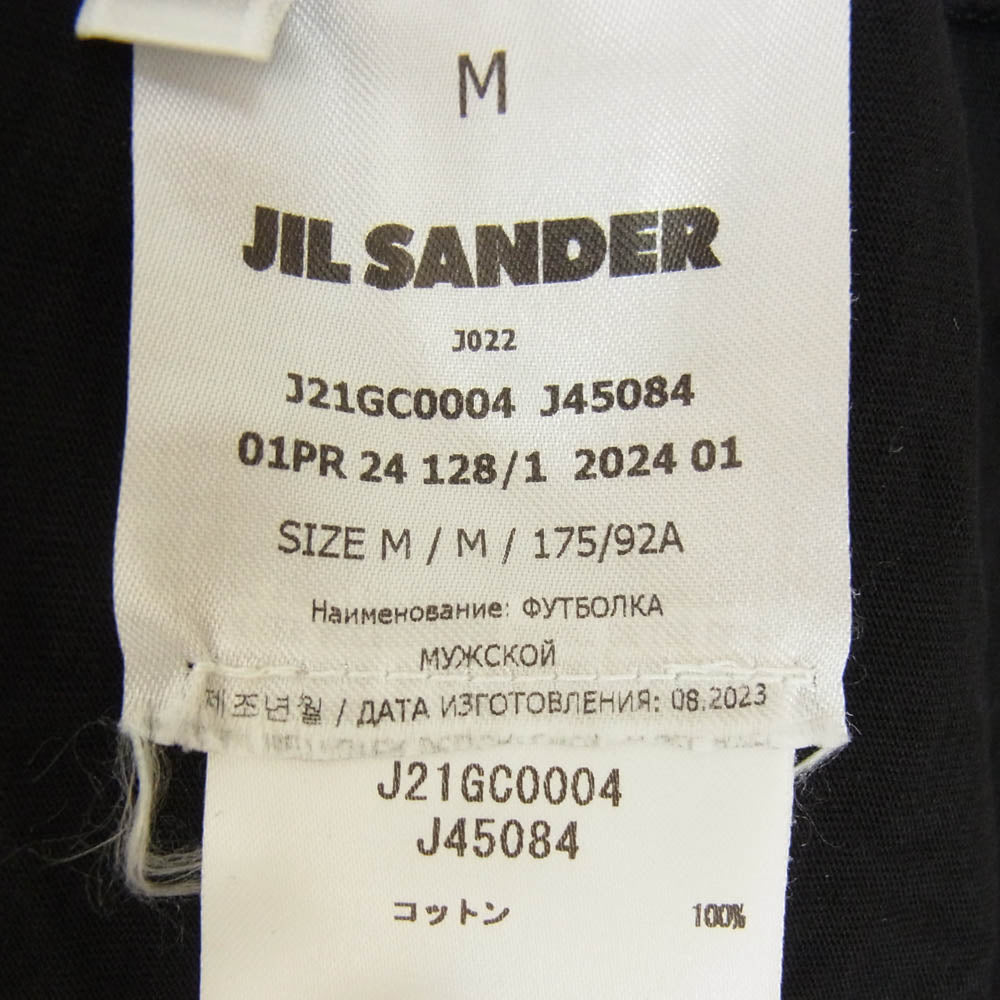 M
JIL SANDER
J022
J21GC0004 J45084
01PR 24 128/1 2024 01
SIZE M / M / 175/92A
Наименование: ФУТБОЛКА
МУЖСКОЙ
제조년월 / ДАТА ИЗГОТОВЛЕНИЯ: 08.2023
J21GC0004
J45084
コットン 100%